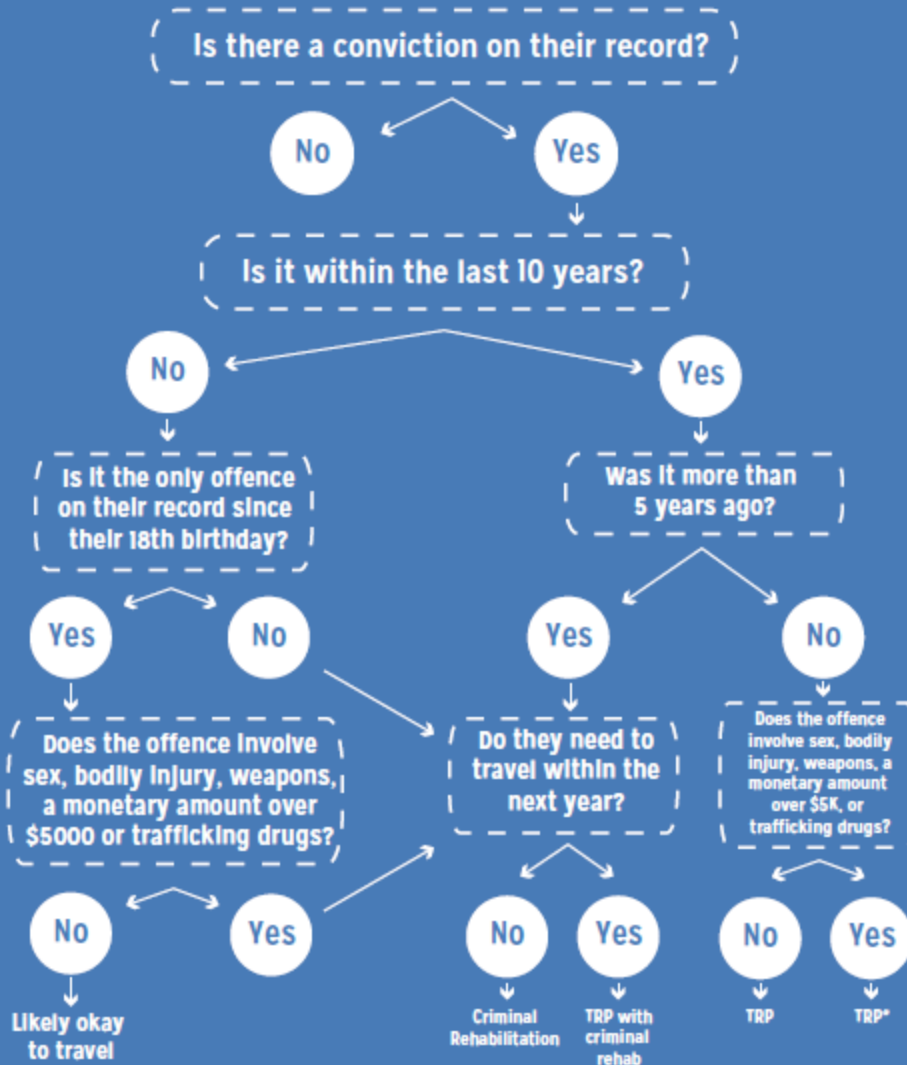 Is there a conviction on their record?
No
Yes
Is it within the last 10 years?
No
Yes
Is it the only offence
on their record since
their 18th birthday?
Was it more than
5 years ago?
Yes
No
Yes
No
Does the offence involve
sex, bodily injury, weapons,
a monetary amount over
$5000 or trafficking drugs?
Do they need to
travel within the
next year?
Does the offence
involve sex, bodily
injury, weapons, a
monetary amount
over $5K, or
trafficking drugs?
No
Yes
No
Yes
No
Yes
Likely okay
to travel
Criminal
Rehabilitation
TRP with
criminal
rehab
TRP
TRP*